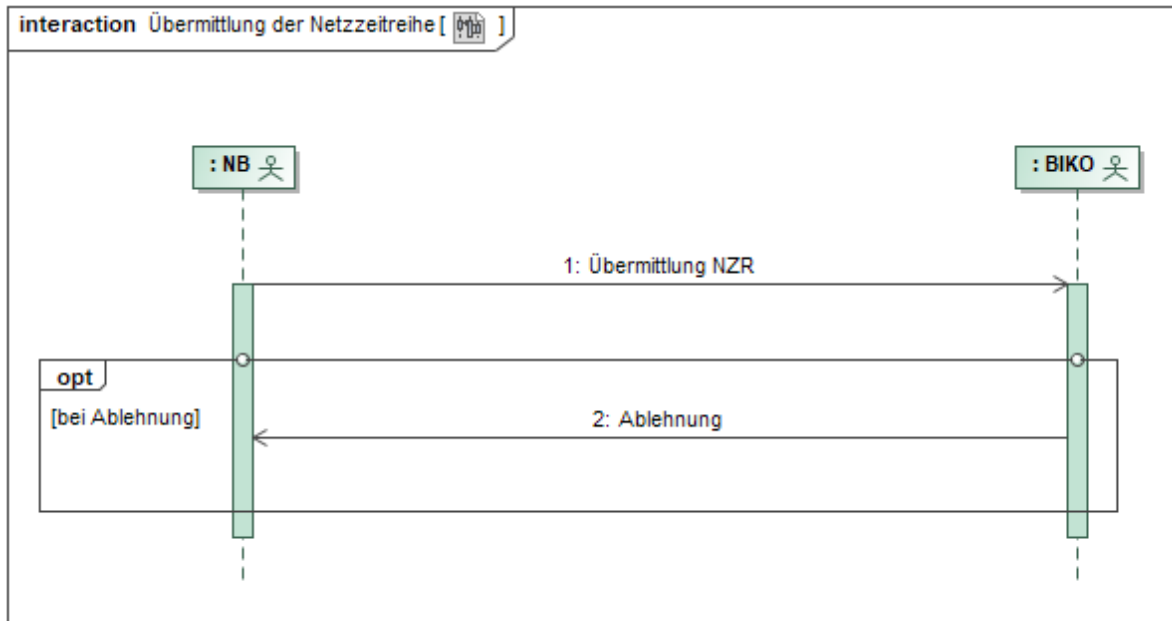 interaction Übermittlung der Netzzeitreihe [ ]
: NB
: BIKO
1: Übermittlung NZR
opt
[bei Ablehnung]
2: Ablehnung